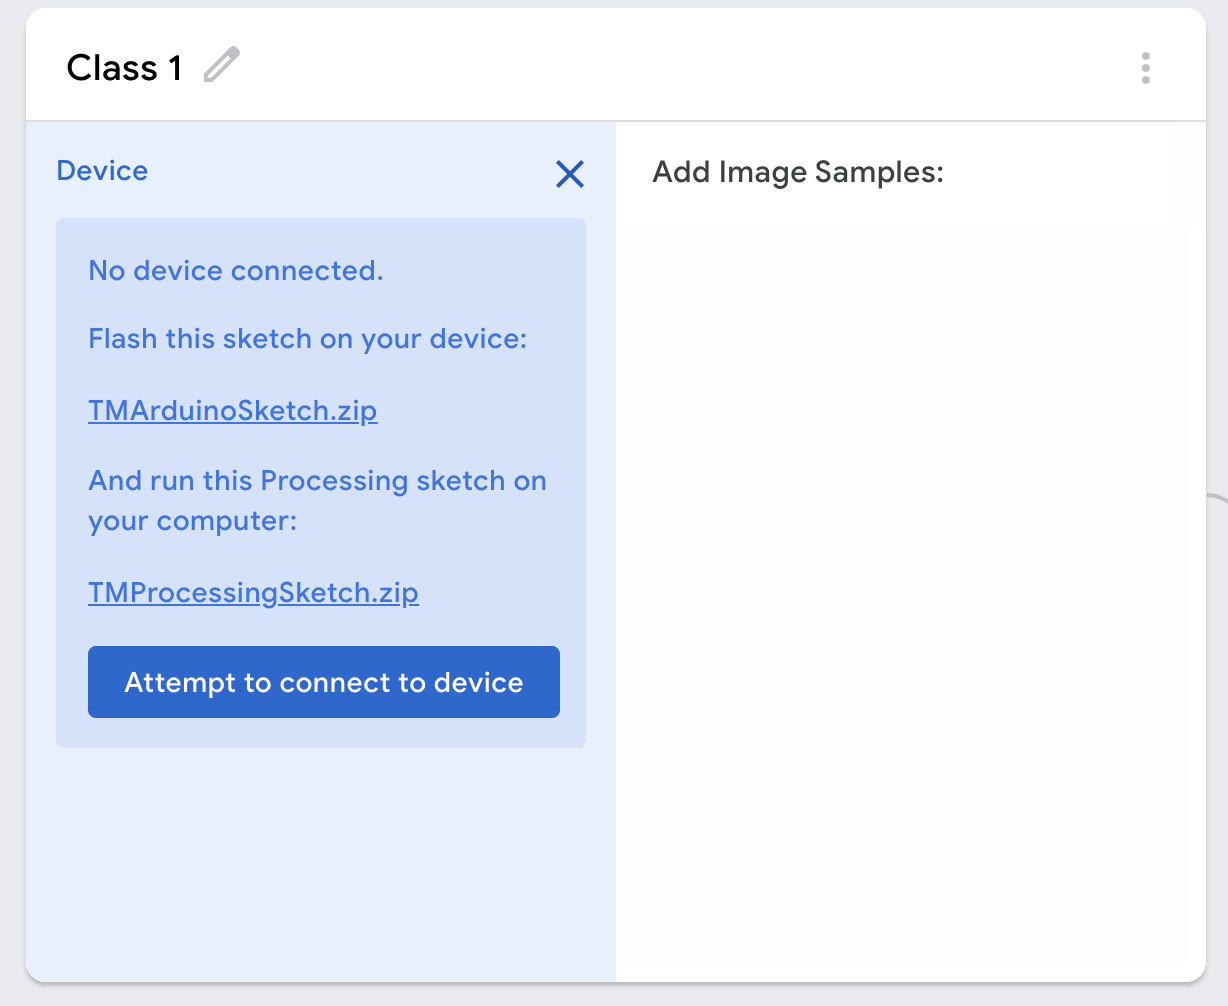 Class 1
Device
Add Image Samples:
No device connected.
Flash this sketch on your device:
TMArduinoSketch.zip
And run this Processing sketch on
your computer:
TMProcessingSketch.zip
Attempt to connect to device